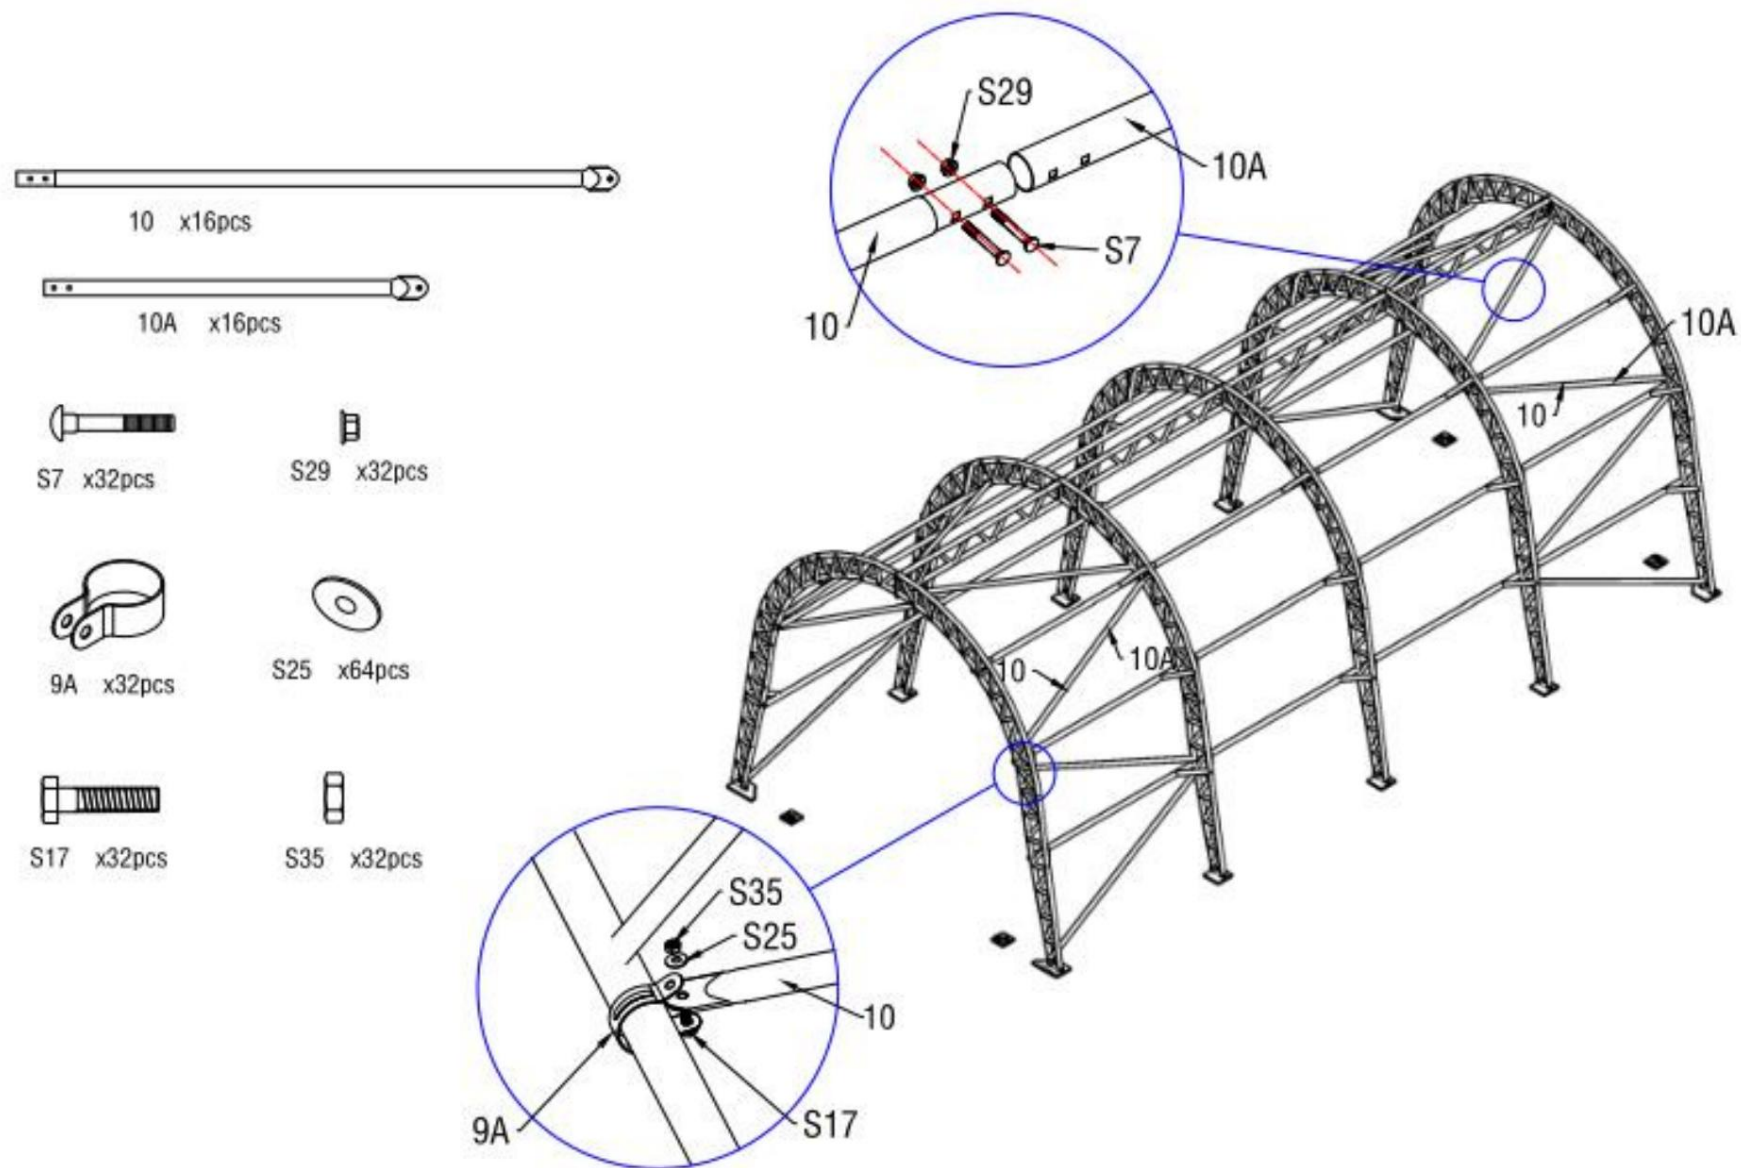 10 x16pcs
10A x16pcs
S7 x32pcs
S29 x32pcs
9A x32pcs
S25 x64pcs
S17 x32pcs
S35 x32pcs
S29
10A
S7
10
10A
10
10
10A
S35
S25
10
9A
S17